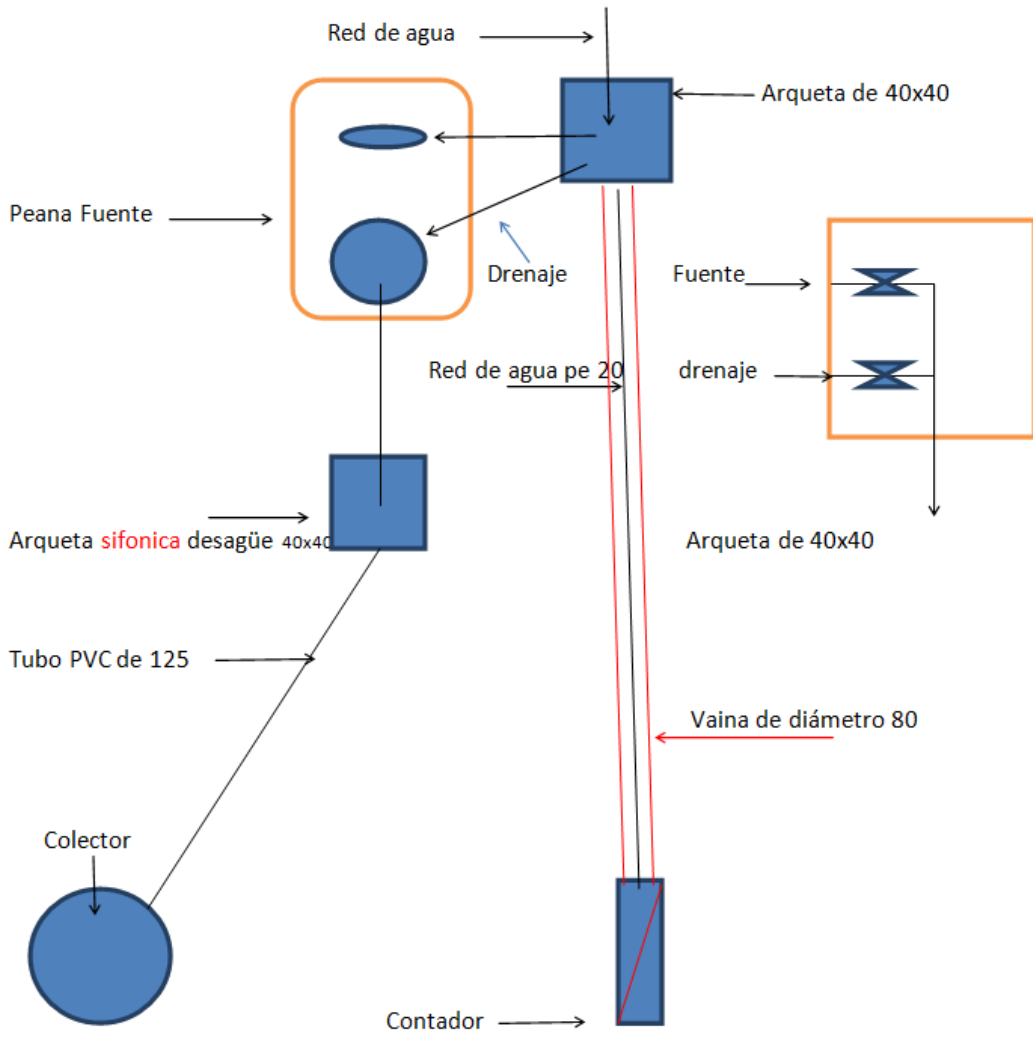 Red de agua
Arqueta de 40x40
Peana Fuente
Drenaje
Fuente
Red de agua pe 20
drenaje
Arqueta sifonica desagüe 40x40
Arqueta de 40x40
Tubo PVC de 125
Vaina de diámetro 80
Colector
Contador